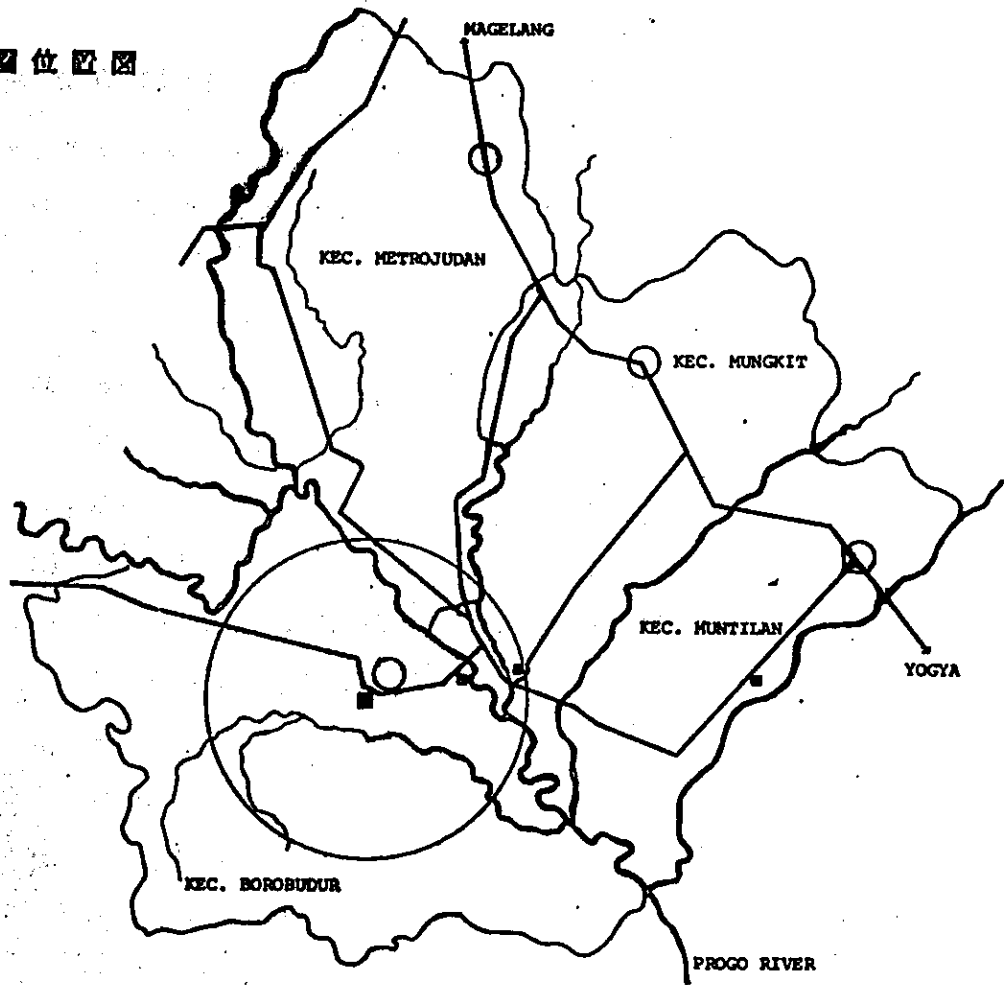 位置図
MAGELANG
KEC. METROJUDAN
KEC. MUNGKIT
KEC. MUNTILAN
YOGYA
KEC. BOROBUDUR
PROGO RIVER